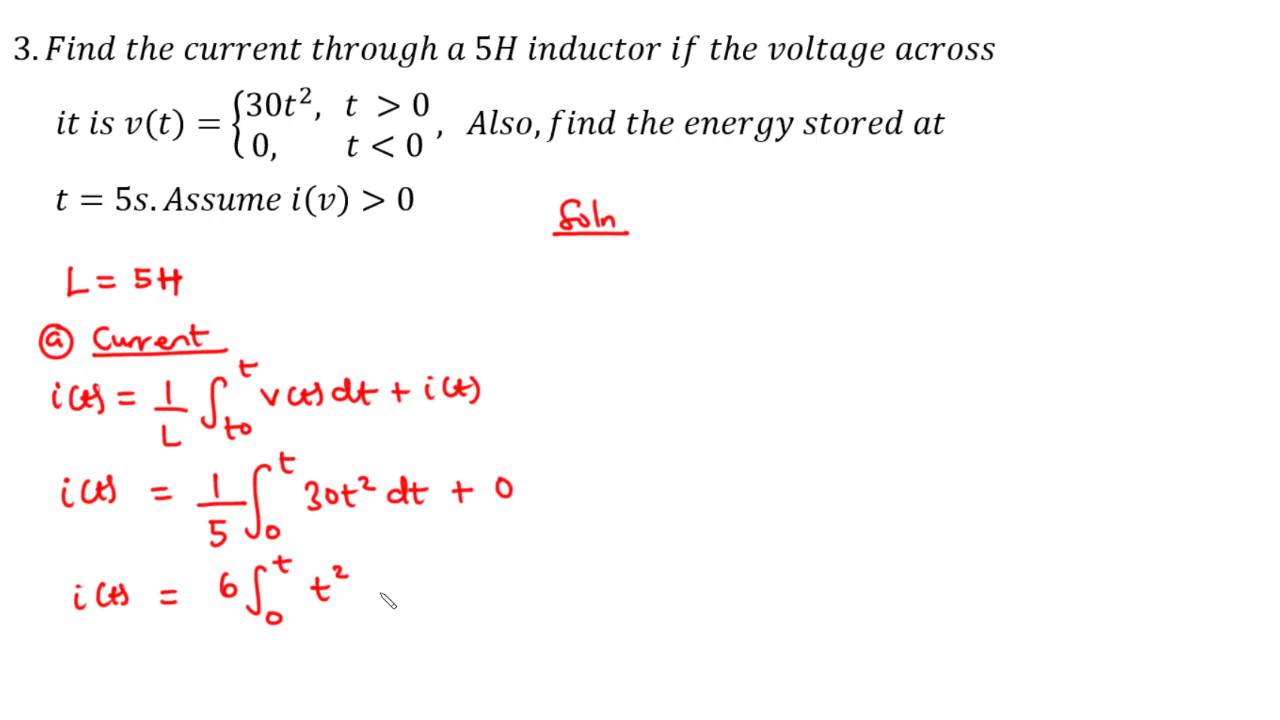 3. Find the current through a 5H inductor if the voltage across
it is v(t) = {30t², t > 0
0, t < 0 , Also, find the energy stored at
t = 5s. Assume i(v) > 0
Soln
L = 5H
ⓐ Current
i(t) = 1/L ∫_{to}^{t} v(t) dt + i(t)
i(t) = 1/5 ∫_{0}^{t} 30t² dt + 0
i(t) = 6 ∫_{0}^{t} t²